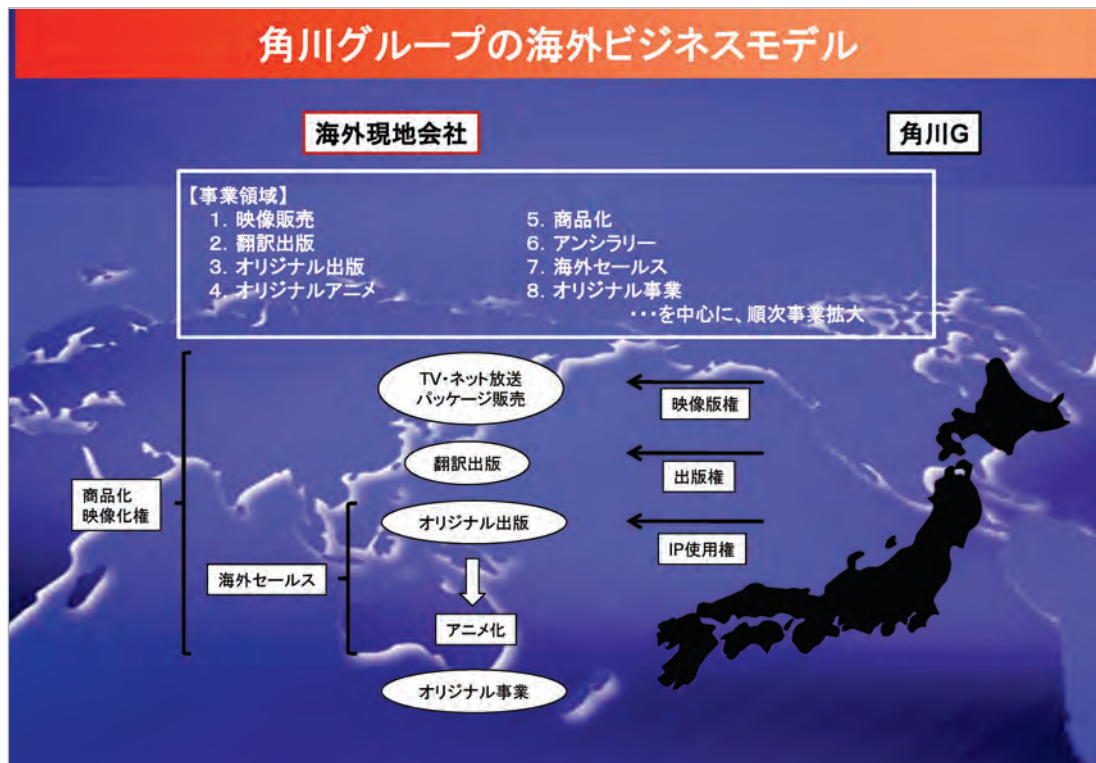 角川グループの海外ビジネスモデル
海外現地会社
角川G
【事業領域】
1. 映像販売
2. 翻訳出版
3. オリジナル出版
4. オリジナルアニメ
5. 商品化
6. アンシラリー
7. 海外セールス
8. オリジナル事業
・・・を中心に、順次事業拡大
TV・ネット放送
パッケージ販売
映像版権
翻訳出版
出版権
商品化
映像化権
オリジナル出版
IP使用権
海外セールス
アニメ化
オリジナル事業